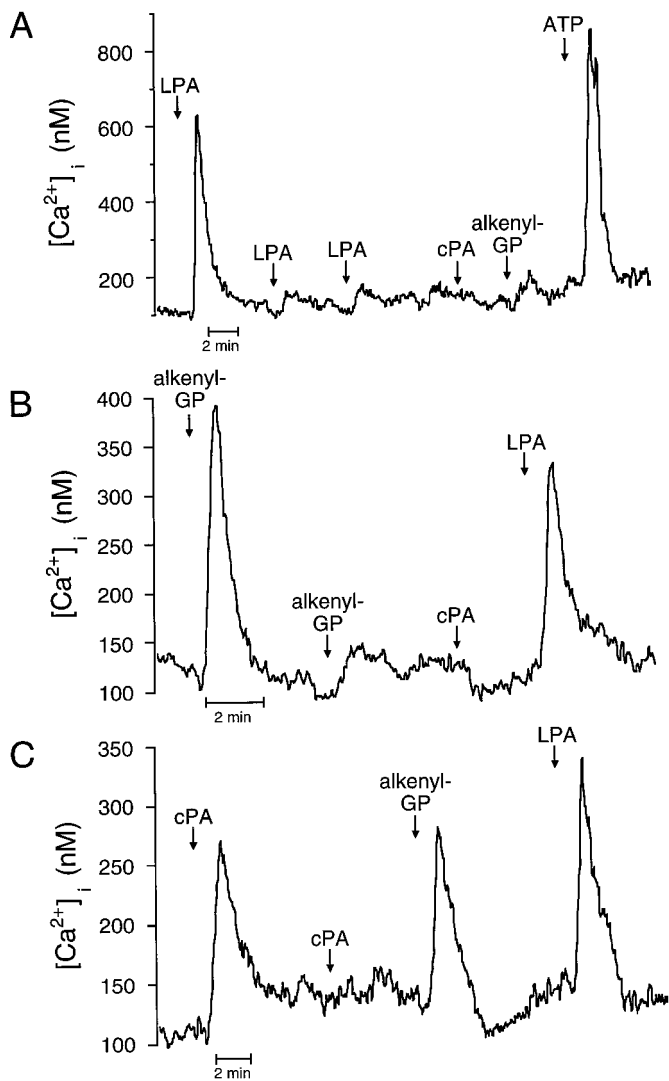 A
[Ca2+]i (nM)
800
600
400
200
LPA
LPA
LPA
cPA
alkenyl-
GP
ATP
2 min
B
[Ca2+]i (nM)
400
350
300
250
200
150
100
alkenyl-
GP
alkenyl-
GP
cPA
LPA
2 min
C
[Ca2+]i (nM)
350
300
250
200
150
100
cPA
cPA
alkenyl-
GP
LPA
2 min